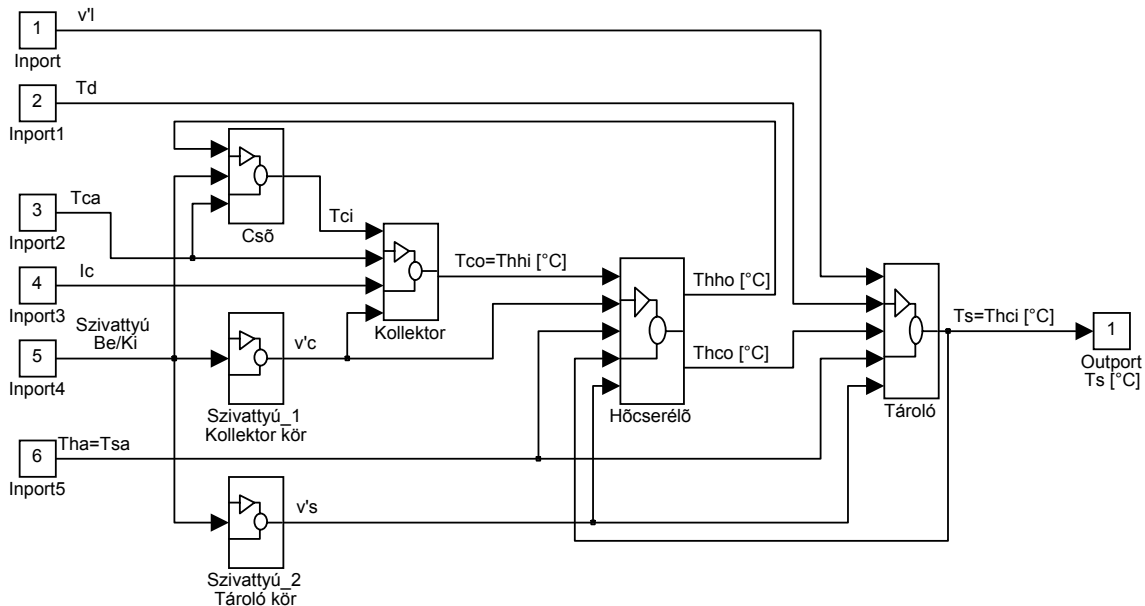 v'l
1
Inport
Td
2
Inport1
Csõ
Tca
3
Inport2
Tci
Ic
4
Inport3
Kollektor
Tco=Thhi [°C]
Thho [°C]
Szivattyú
Be/Ki
5
Inport4
v'c
Szivattyú_1
Kollektor kör
Thco [°C]
Hõcserélõ
Ts=Thci [°C]
1
Outport
Ts [°C]
Tároló
Tha=Tsa
6
Inport5
v's
Szivattyú_2
Tároló kör